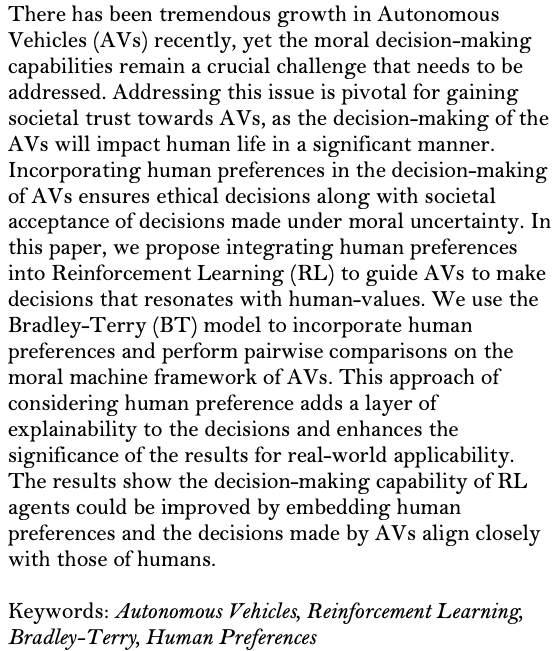 There has been tremendous growth in Autonomous
Vehicles (AVs) recently, yet the moral decision-making
capabilities remain a crucial challenge that needs to be
addressed. Addressing this issue is pivotal for gaining
societal trust towards AVs, as the decision-making of the
AVs will impact human life in a significant manner.
Incorporating human preferences in the decision-making
of AVs ensures ethical decisions along with societal
acceptance of decisions made under moral uncertainty. In
this paper, we propose integrating human preferences
into Reinforcement Learning (RL) to guide AVs to make
decisions that resonates with human-values. We use the
Bradley-Terry (BT) model to incorporate human
preferences and perform pairwise comparisons on the
moral machine framework of AVs. This approach of
considering human preference adds a layer of
explainability to the decisions and enhances the
significance of the results for real-world applicability.
The results show the decision-making capability of RL
agents could be improved by embedding human
preferences and the decisions made by AVs align closely
with those of humans.
Keywords: Autonomous Vehicles, Reinforcement Learning,
Bradley-Terry, Human Preferences